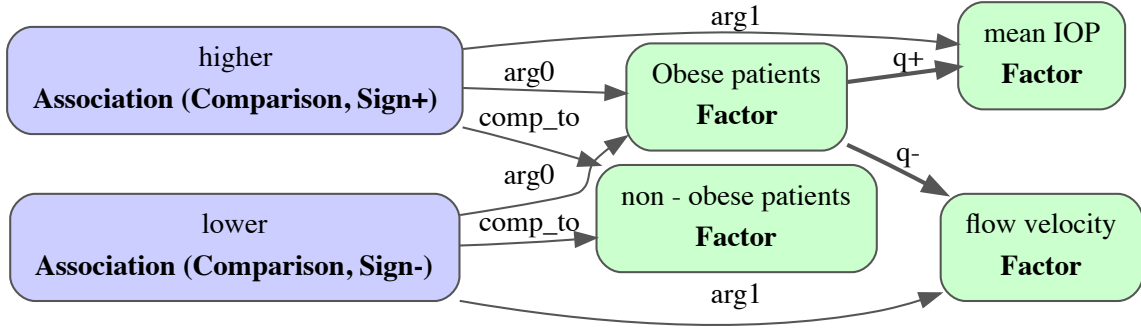 higher
Association (Comparison, Sign+)
lower
Association (Comparison, Sign-)
arg1
arg0
comp_to
arg0
comp_to
arg1
Obese patients
Factor
non - obese patients
Factor
q+
q-
mean IOP
Factor
flow velocity
Factor